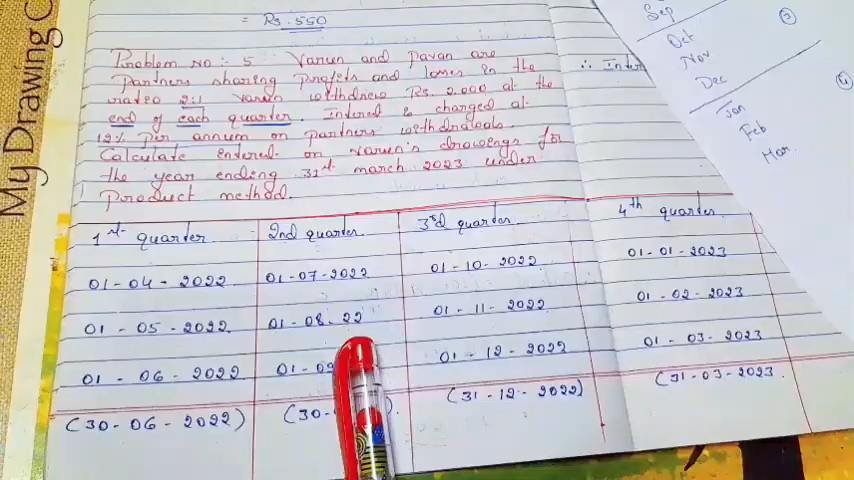 = Rs. 550
Problem No :- 5 Varun and Pavan are
Partners sharing profits and losses in the
ratio 2:1 Varun withdrew Rs. 2,000 at the
end of each quarter. Interest is charged at
12% Per annum on partners withdrawals.
Calculate interest on varun's drawings for
the year ending 31st march 2023 under
Product method.
∴ Inter
1st quarter 2nd quarter 3rd quarter 4th quarter
01-04-2022 01-07-2022 01-10-2022 01-01-2023
01-05-2022 01-08-22 01-11-2022 01-02-2023
01-06-2022 01-09 01-12-2022 01-03-2023
(30-06-2022) (30- ). (31-12-2022) (31-03-2023
Sep
Oct
Nov
Dec
Jan
Feb
Mar
3
4
My Drawing C